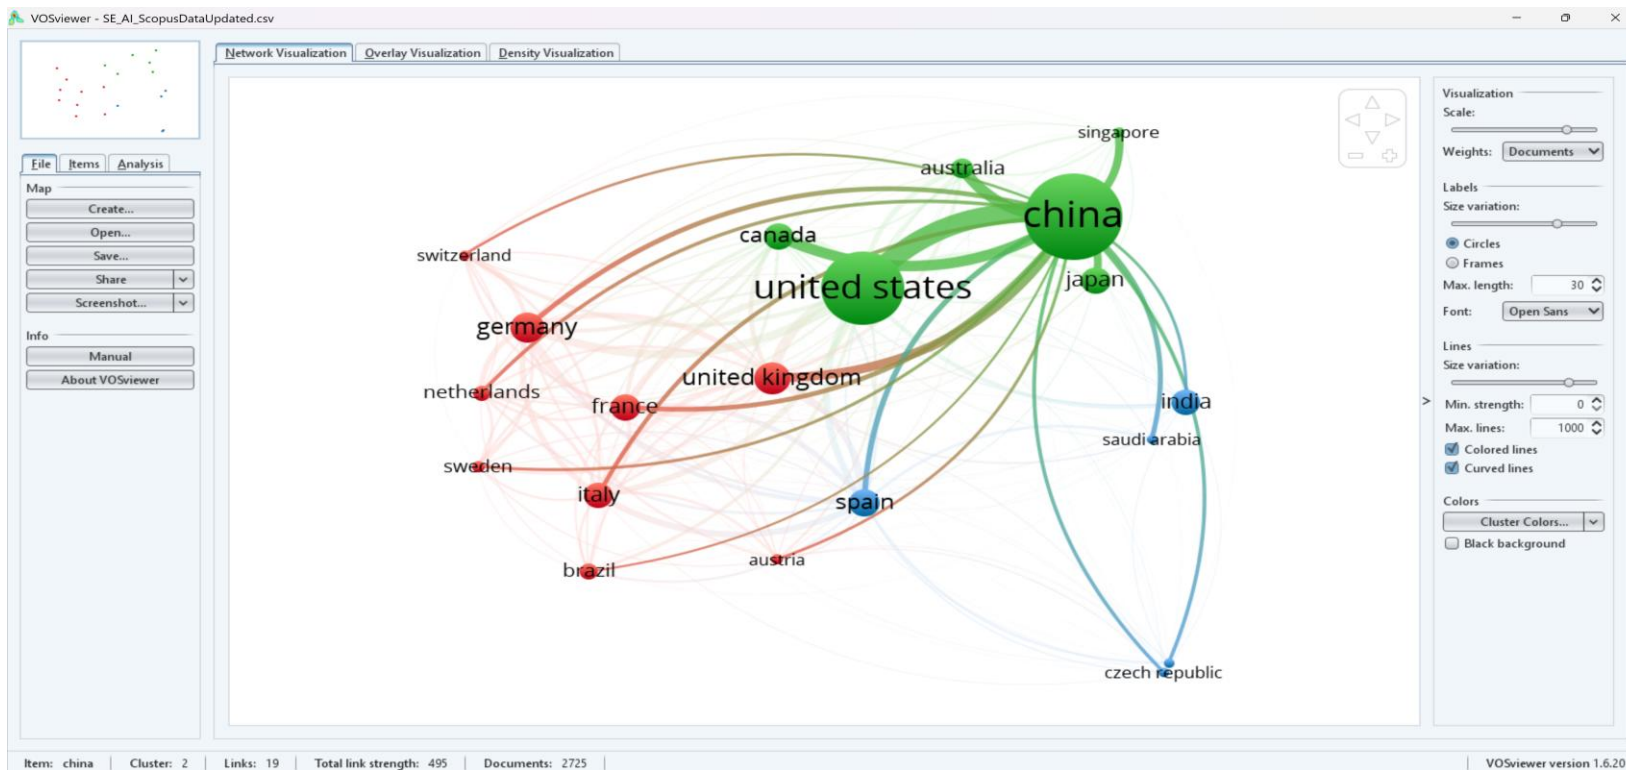 VOSviewer - SE_AI_ScopusDataUpdated.csv
Network Visualization Overlay Visualization Density Visualization
File Items Analysis
Map
Create...
Open...
Save...
Share
Screenshot...
Info
Manual
About VOSviewer
singapore
australia
china
canada
switzerland
united states
japan
germany
united kingdom
netherlands
france
india
saudi arabia
sweden
italy
spain
austria
brazil
czech republic
>
Visualization
Scale:
Weights: Documents
Labels
Size variation:
Circles
Frames
Max. length: 30
Font: Open Sans
Lines
Size variation:
Min. strength: 0
Max. lines: 1000
Colored lines
Curved lines
Colors
Cluster Colors...
Black background
Item: china Cluster: 2 Links: 19 Total link strength: 495 Documents: 2725 VOSviewer version 1.6.20